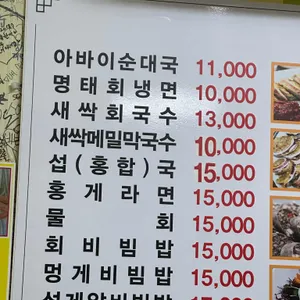 아바이순대국 11,000
명태회냉면 10,000
새싹회국수 13,000
새싹메밀막국수 10,000
섭(홍합)국 15,000
홍게라면 15,000
물회 15,000
회비빔밥 15,000
멍게비빔밥 15,000